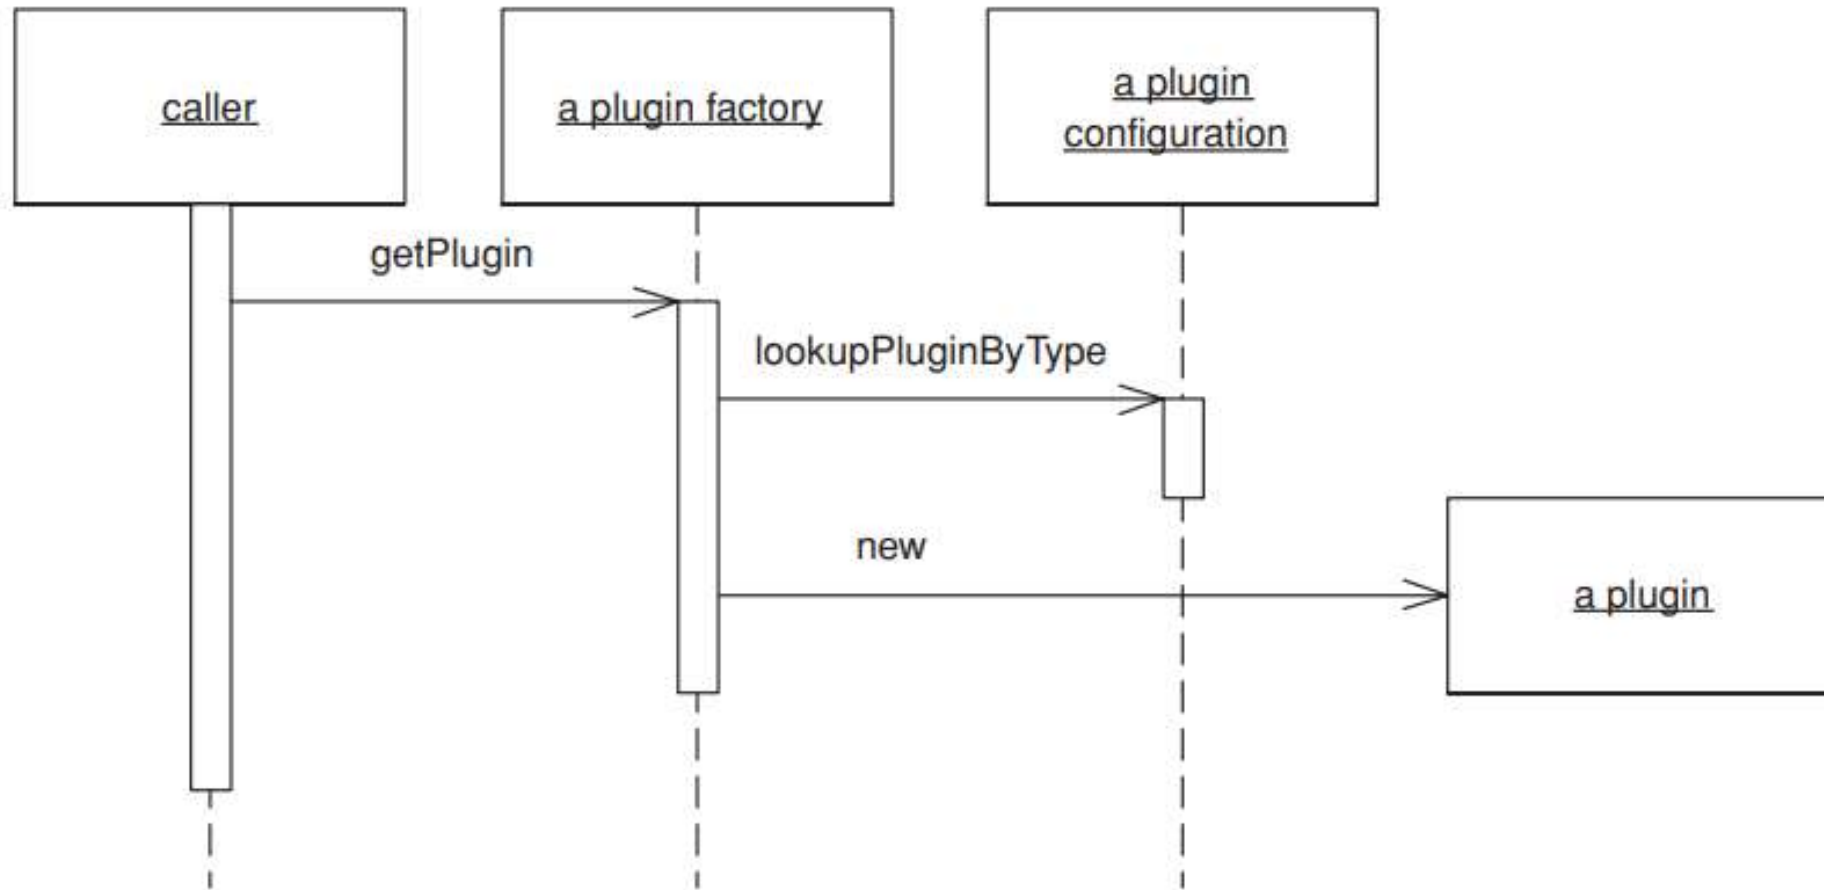 caller
a plugin factory
a plugin
configuration
getPlugin
lookupPluginByType
new
a plugin